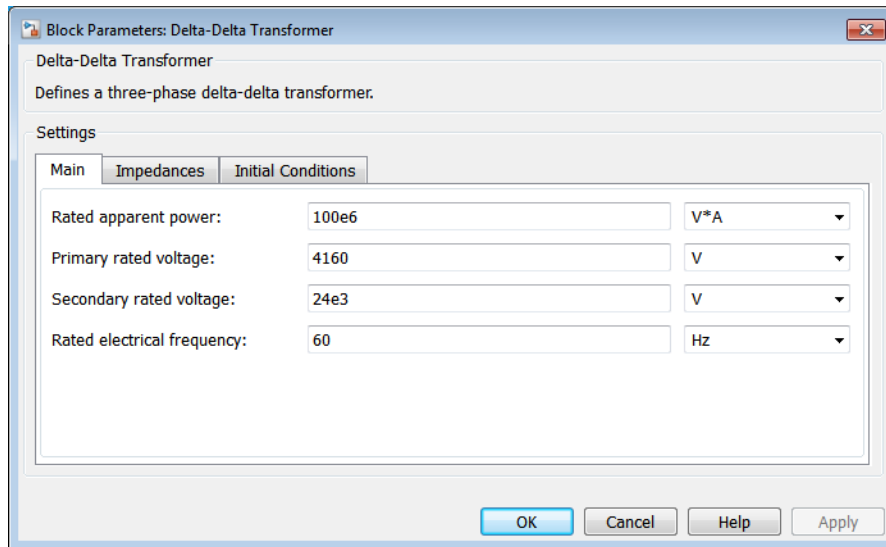 Block Parameters: Delta-Delta Transformer
Delta-Delta Transformer
Defines a three-phase delta-delta transformer.
Settings
Main Impedances Initial Conditions
Rated apparent power: 100e6 V*A
Primary rated voltage: 4160 V
Secondary rated voltage: 24e3 V
Rated electrical frequency: 60 Hz
OK Cancel Help Apply